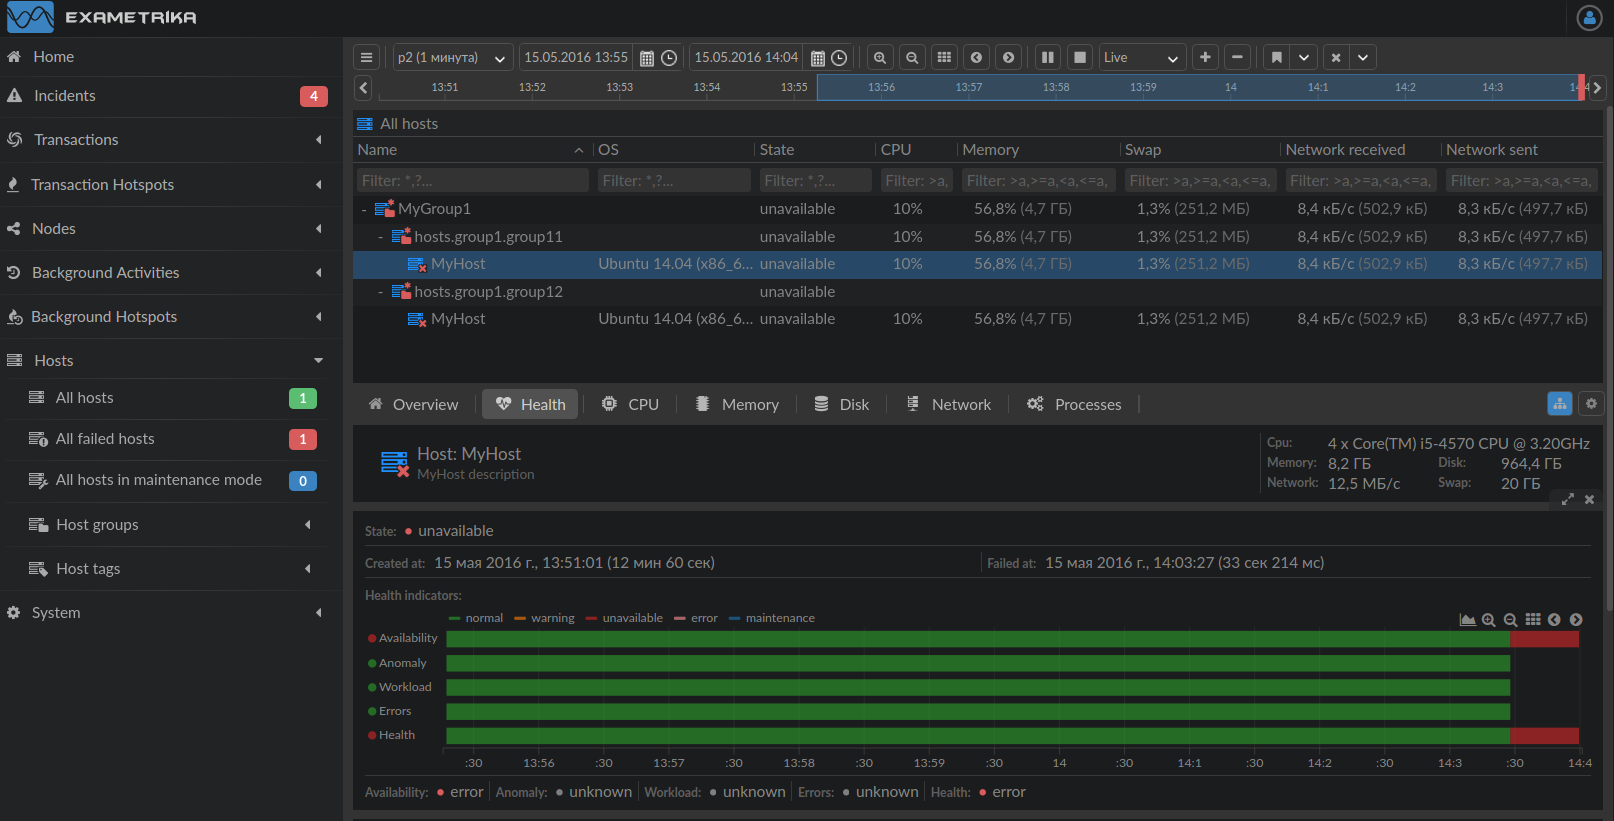 EXAMETRIKA
Home
Incidents 4
Transactions
Transaction Hotspots
Nodes
Background Activities
Background Hotspots
Hosts
All hosts 1
All failed hosts 1
All hosts in maintenance mode 0
Host groups
Host tags
System
p2 (1 минута) 15.05.2016 13:55 15.05.2016 14:04 Live
13:51 13:52 13:53 13:54 13:55 13:56 13:57 13:58 13:59 14 14:1 14:2 14:3
All hosts
Name OS State CPU Memory Swap Network received Network sent
Filter: *,?... Filter: *,?... Filter: *,?... Filter: >a, Filter: >a,>=a,<a,<=a, Filter: >a,>=a,<a,<=a, Filter: >a,>=a,<a,<=a, Filter: >a,>=a,<a,<=a,
- MyGroup1 unavailable 10% 56,8% (4,7 ГБ) 1,3% (251,2 МБ) 8,4 кБ/с (502,9 кБ) 8,3 кБ/с (497,7 кБ)
- hosts.group1.group11 unavailable 10% 56,8% (4,7 ГБ) 1,3% (251,2 МБ) 8,4 кБ/с (502,9 кБ) 8,3 кБ/с (497,7 кБ)
MyHost Ubuntu 14.04 (x86_6... unavailable 10% 56,8% (4,7 ГБ) 1,3% (251,2 МБ) 8,4 кБ/с (502,9 кБ) 8,3 кБ/с (497,7 кБ)
- hosts.group1.group12 unavailable
MyHost Ubuntu 14.04 (x86_6... unavailable 10% 56,8% (4,7 ГБ) 1,3% (251,2 МБ) 8,4 кБ/с (502,9 кБ) 8,3 кБ/с (497,7 кБ)
Overview Health CPU Memory Disk Network Processes
Host: MyHost
MyHost description
Cpu: 4 x Core(TM) i5-4570 CPU @ 3.20GHz
Memory: 8,2 ГБ Disk: 964,4 ГБ
Network: 12,5 МБ/с Swap: 20 ГБ
State: unavailable
Created at: 15 мая 2016 г., 13:51:01 (12 мин 60 сек) Failed at: 15 мая 2016 г., 14:03:27 (33 сек 214 мс)
Health indicators:
normal warning unavailable error maintenance
Availability
Anomaly
Workload
Errors
Health
:30 13:56 :30 13:57 :30 13:58 :30 13:59 :30 14 :30 14:1 :30 14:2 :30 14:3 :30 14:4
Availability: error Anomaly: unknown Workload: unknown Errors: unknown Health: error